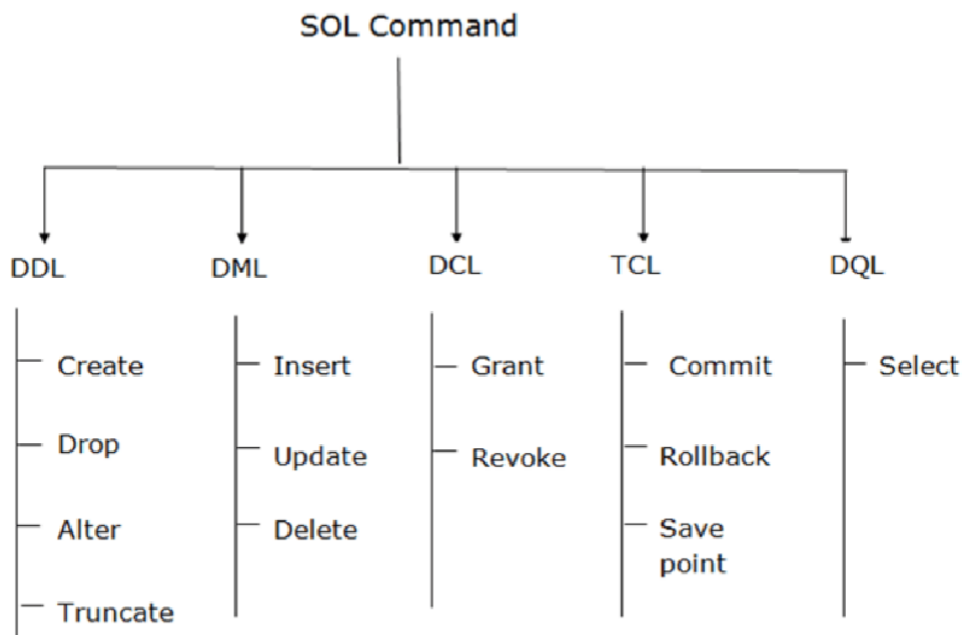 SOL Command
DDL
DML
DCL
TCL
DQL
Create
Drop
Alter
Truncate
Insert
Update
Delete
Grant
Revoke
Commit
Rollback
Save
point
Select